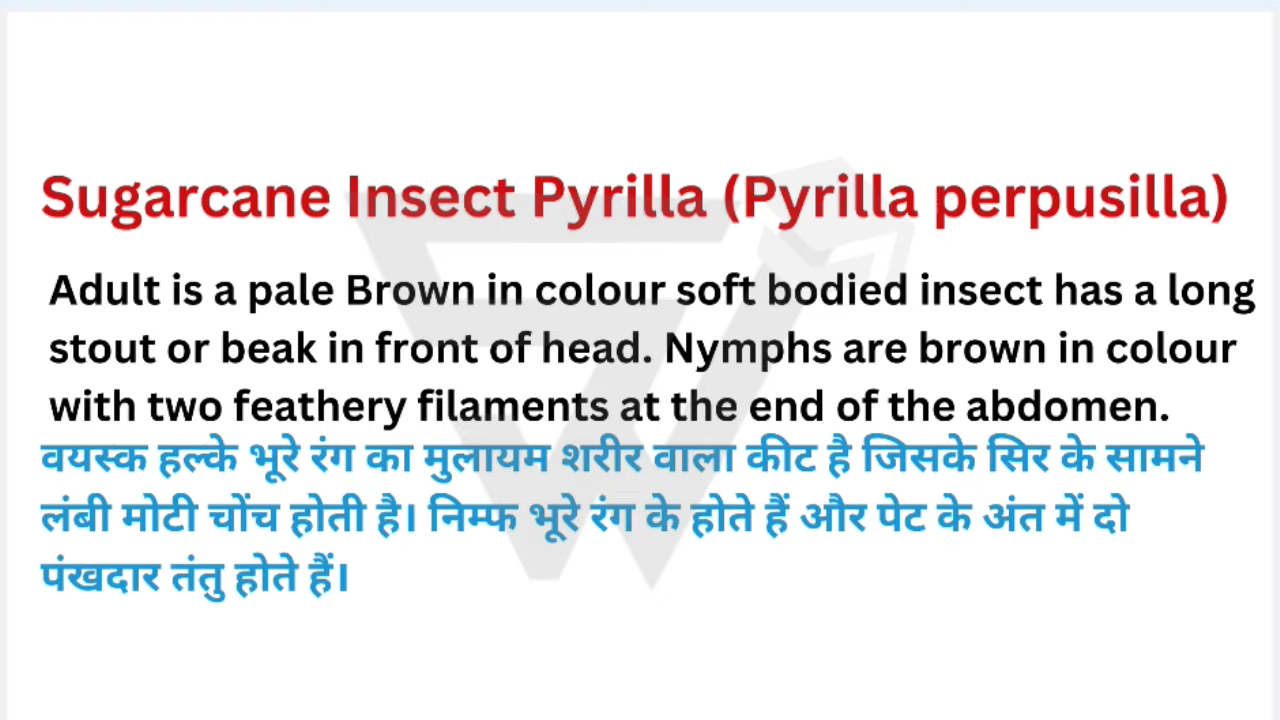 Sugarcane Insect Pyrilla (Pyrilla perpusilla)
Adult is a pale Brown in colour soft bodied insect has a long
stout or beak in front of head. Nymphs are brown in colour
with two feathery filaments at the end of the abdomen.
वयस्क हल्के भूरे रंग का मुलायम शरीर वाला कीट है जिसके सिर के सामने
लंबी मोटी चोंच होती है। निम्फ भूरे रंग के होते हैं और पेट के अंत में दो
पंखदार तंतु होते हैं।